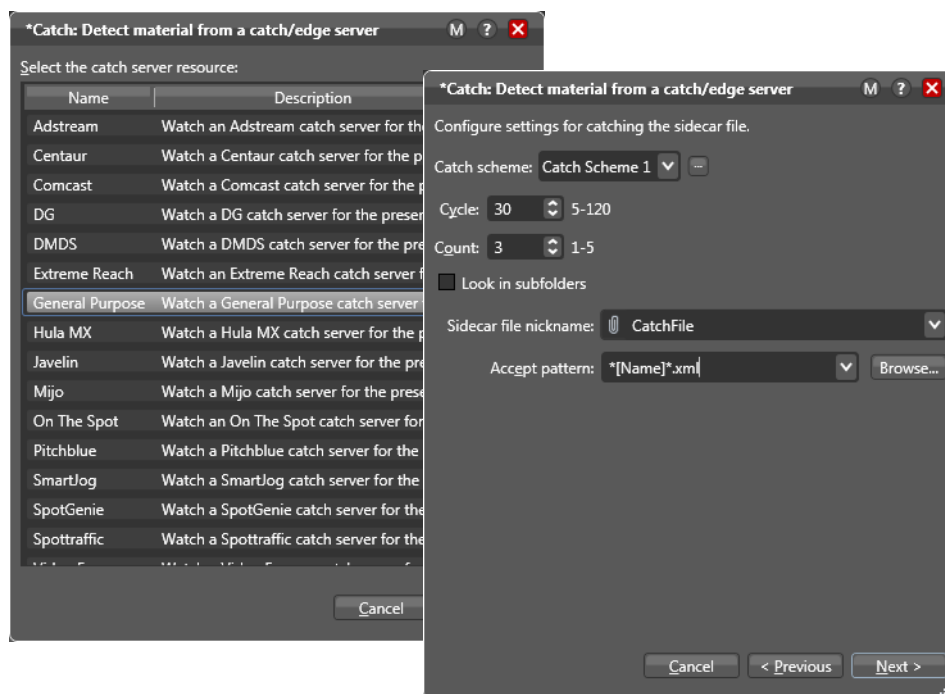 *Catch: Detect material from a catch/edge server M ?
Select the catch server resource:
Name Description
Adstream Watch an Adstream catch server for th
Centaur Watch a Centaur catch server for the p
Comcast Watch a Comcast catch server for the p
DG Watch a DG catch server for the preser
DMDS Watch a DMDS catch server for the pre
Extreme Reach Watch an Extreme Reach catch server f
General Purpose Watch a General Purpose catch server
Hula MX Watch a Hula MX catch server for the p
Javelin Watch a Javelin catch server for the pre
Mijo Watch a Mijo catch server for the prese
On The Spot Watch an On The Spot catch server for
Pitchblue Watch a Pitchblue catch server for the
SmartJog Watch a SmartJog catch server for the
SpotGenie Watch a SpotGenie catch server for the
Spottraffic Watch a Spottraffic catch server for the
Cancel
*Catch: Detect material from a catch/edge server M ?
Configure settings for catching the sidecar file.
Catch scheme: Catch Scheme 1 ...
Cycle: 30 5-120
Count: 3 1-5
Look in subfolders
Sidecar file nickname: CatchFile
Accept pattern: *[Name]*.xml Browse...
Cancel < Previous Next >